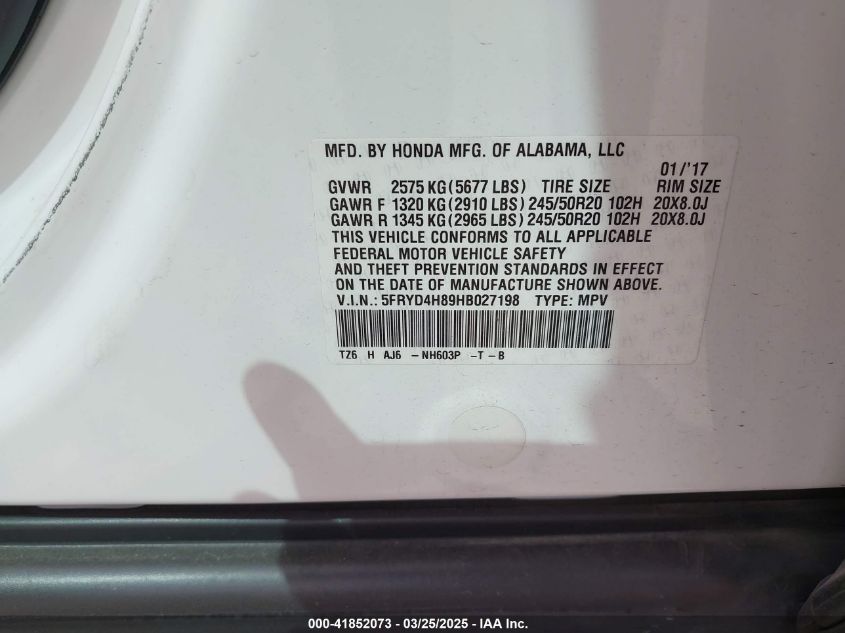 MFD. BY HONDA MFG. OF ALABAMA, LLC
01/'17
GVWR 2575 KG(5677 LBS) TIRE SIZE RIM SIZE
GAWR F 1320 KG(2910 LBS)245/50R20 102H 20X8.0J
GAWR R 1345 KG(2965 LBS)245/50R20 102H 20X8.0J
THIS VEHICLE CONFORMS TO ALL APPLICABLE
FEDERAL MOTOR VEHICLE SAFETY
AND THEFT PREVENTION STANDARDS IN EFFECT
ON THE DATE OF MANUFACTURE SHOWN ABOVE.
V.I.N.: 5FRYD4H89HB027198 TYPE: MPV
TZ6 H AJ6 -NH603P -T-B
000-41852073 - 03/25/2025 - IAA Inc.